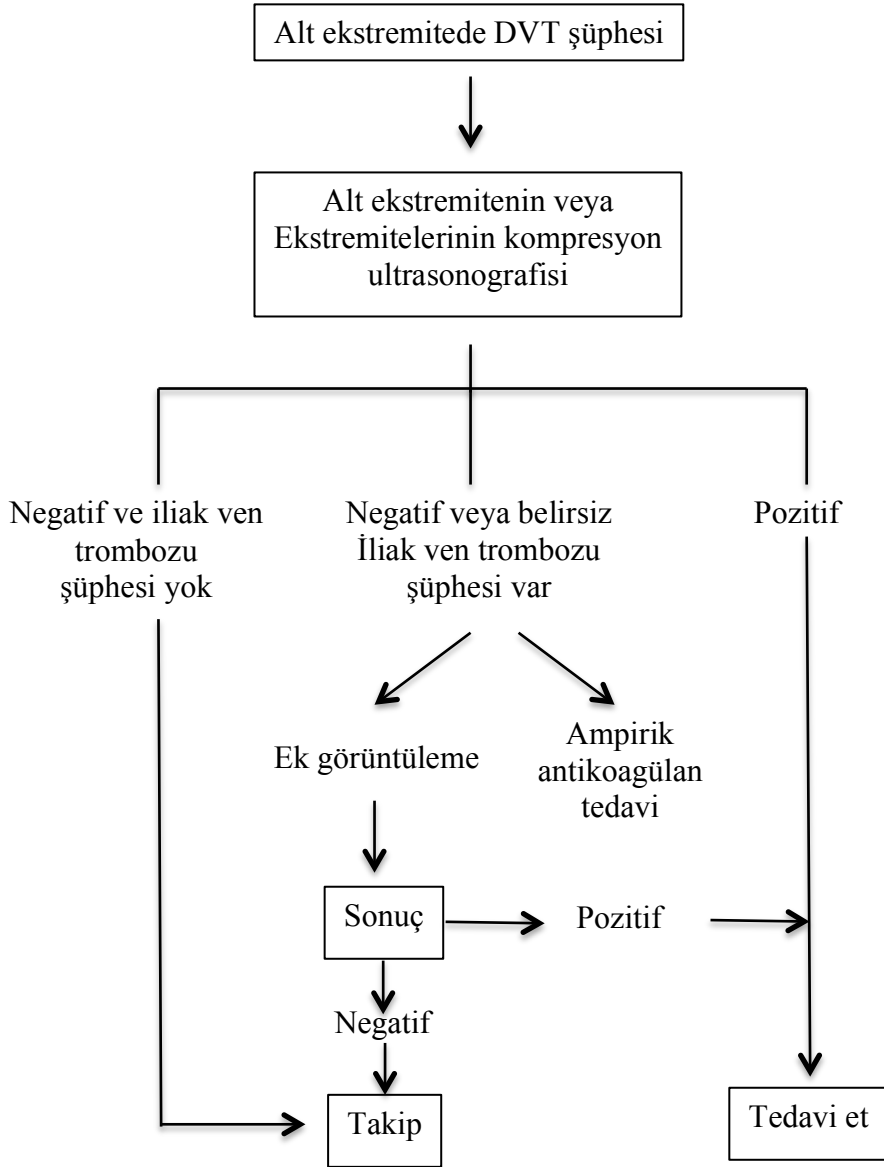 Alt ekstremitede DVT şüphesi
Alt ekstremitenin veya
Ekstremitelerinin kompresyon
ultrasonografisi
Negatif ve iliak ven
trombozu
şüphesi yok
Negatif veya belirsiz
İliak ven trombozu
şüphesi var
Pozitif
Ek görüntüleme
Ampirik
antikoagülan
tedavi
Sonuç
Pozitif
Negatif
Takip
Tedavi et